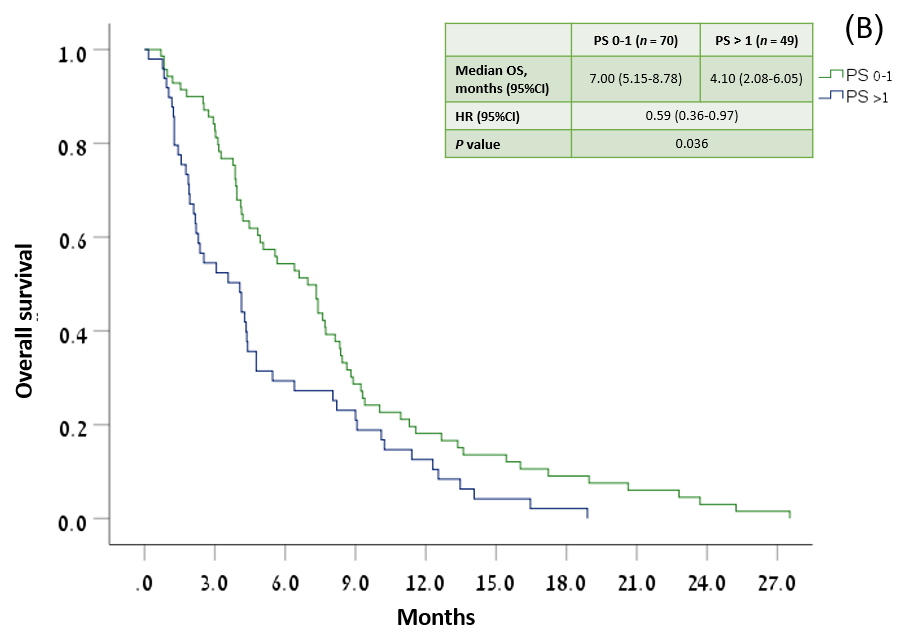 (B)
PS 0-1 (n = 70) PS > 1 (n = 49)
Median OS, months (95%CI) 7.00 (5.15-8.78) 4.10 (2.08-6.05)
HR (95%CI) 0.59 (0.36-0.97)
P value 0.036
PS 0-1
PS >1
Overall survival
1.0
0.8
0.6
0.4
0.2
0.0
.0 3.0 6.0 9.0 12.0 15.0 18.0 21.0 24.0 27.0
Months